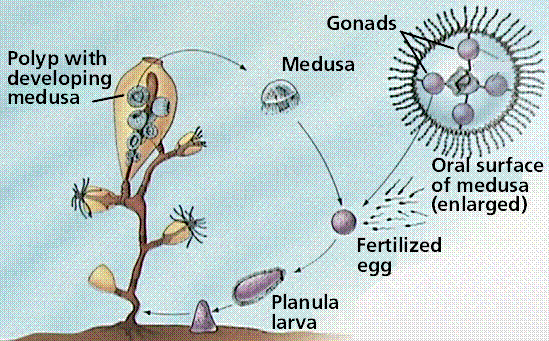 Gonads
Polyp with
developing
medusa
Medusa
Oral surface
of medusa
(enlarged)
Fertilized
egg
Planula
larva